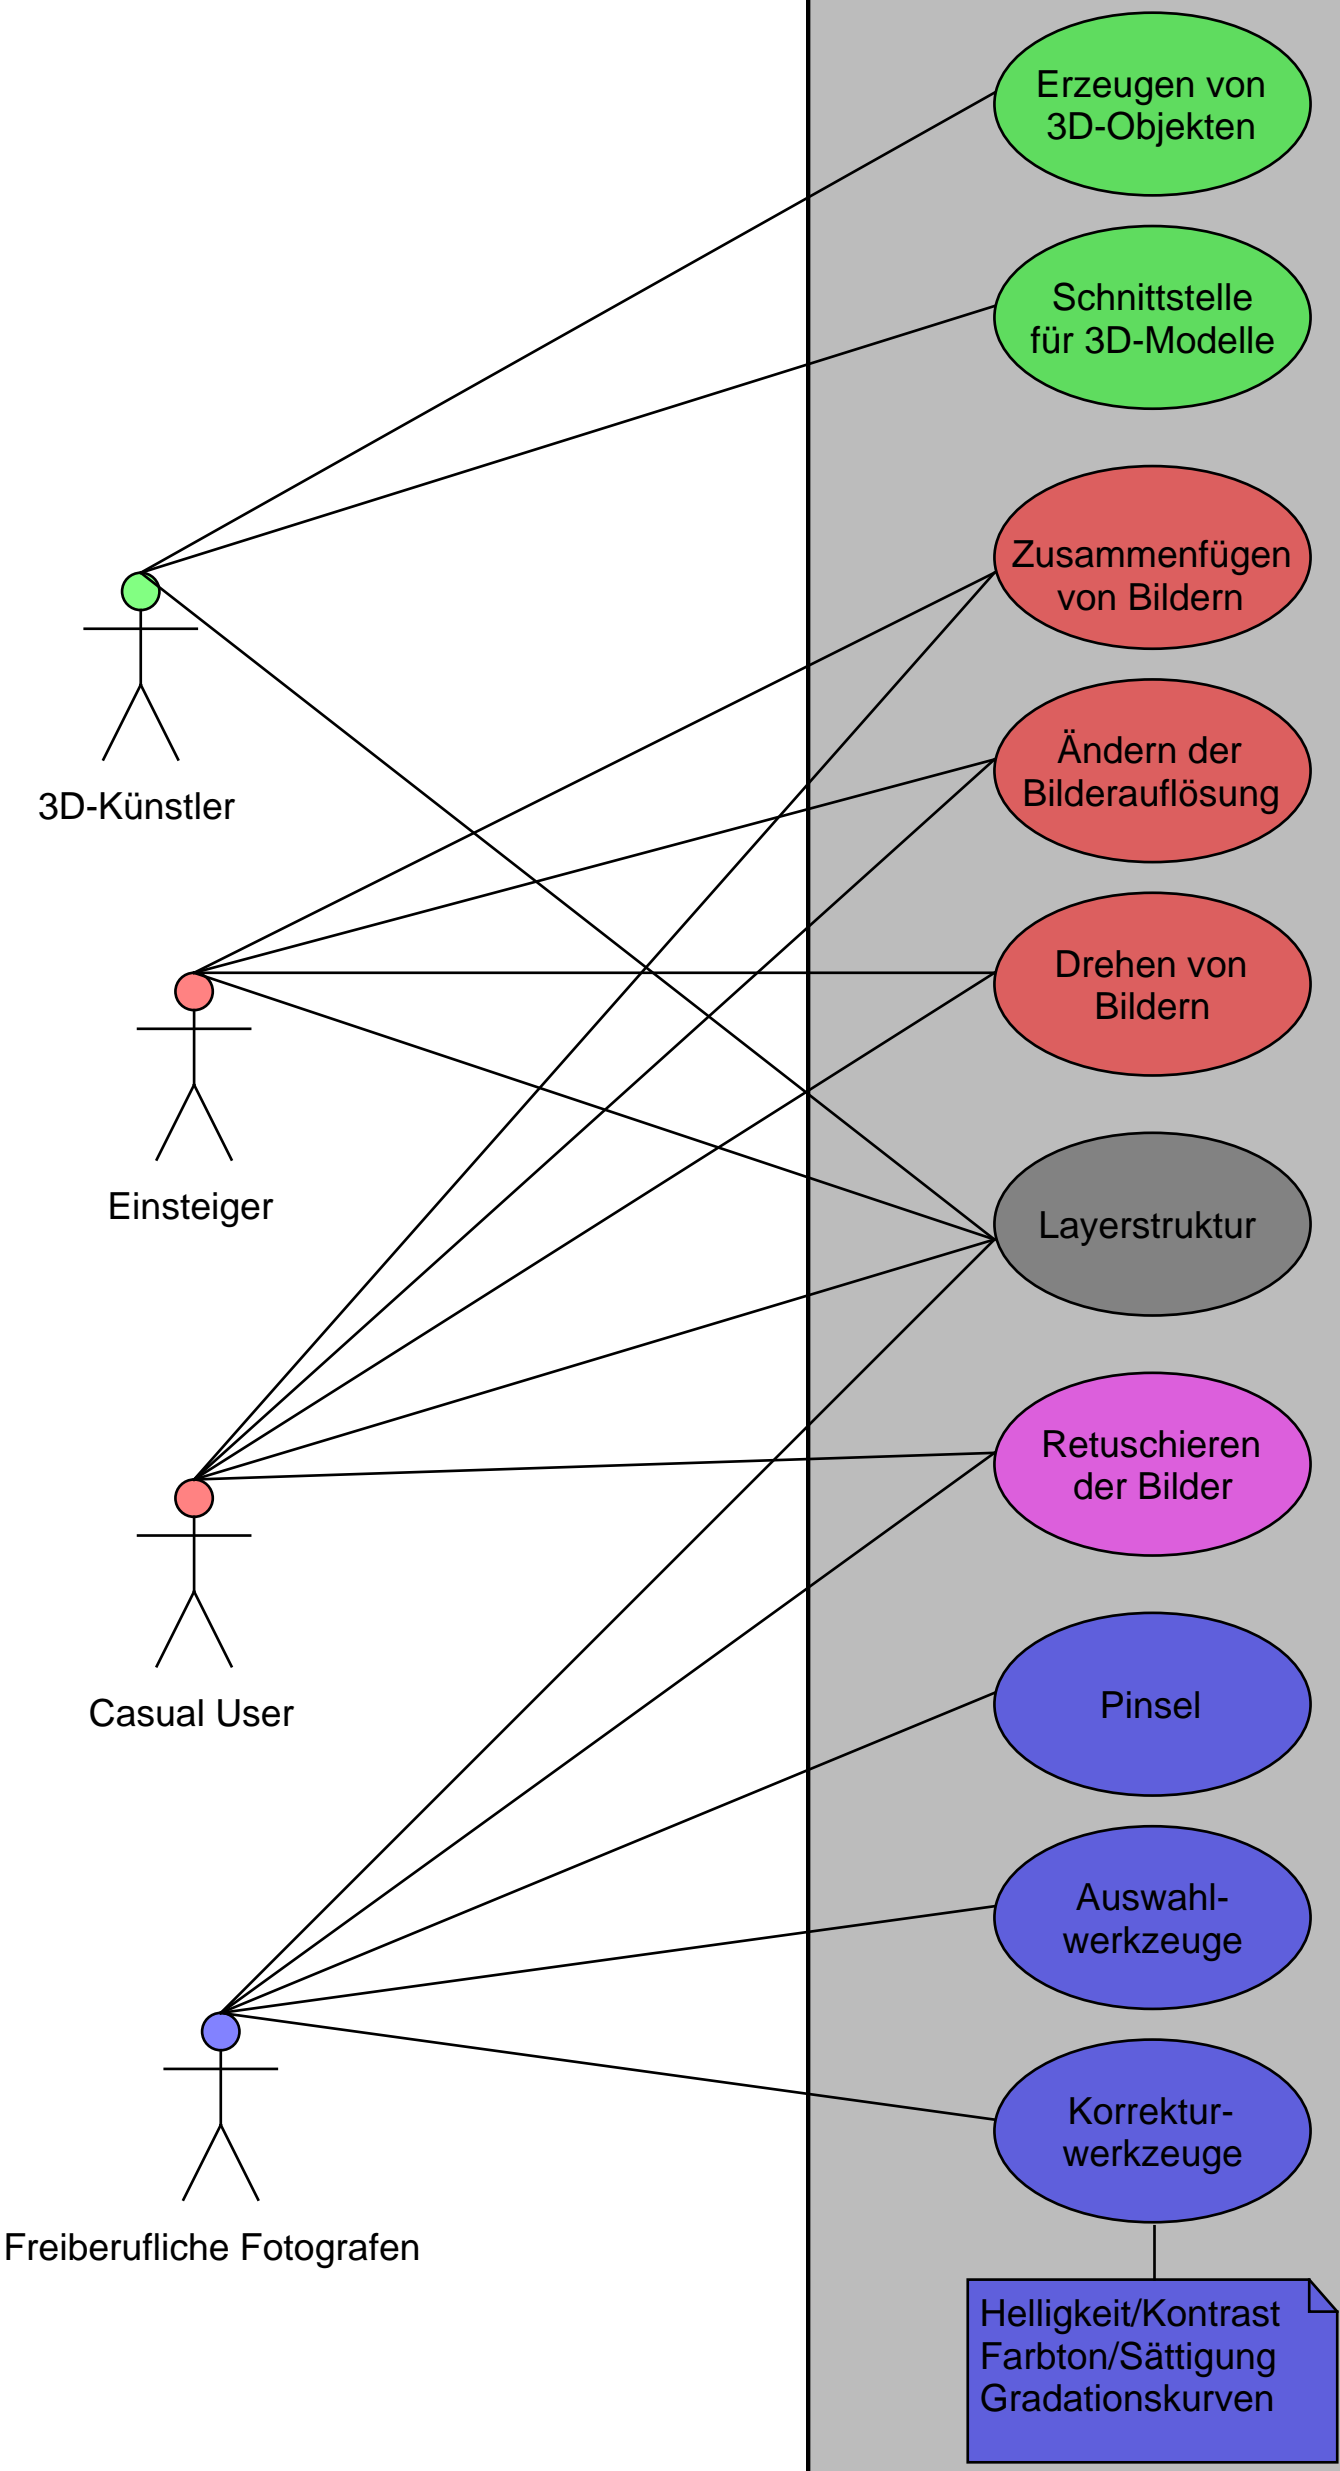 Erzeugen von
3D-Objekten
Schnittstelle
für 3D-Modelle
Zusammenfügen
von Bildern
Ändern der
Bilderauflösung
3D-Künstler
Drehen von
Bildern
Einsteiger
Layerstruktur
Retuschieren
der Bilder
Casual User
Pinsel
Auswahl-
werkzeuge
Korrektur-
werkzeuge
Freiberufliche Fotografen
Helligkeit/Kontrast
Farbton/Sättigung
Gradationskurven